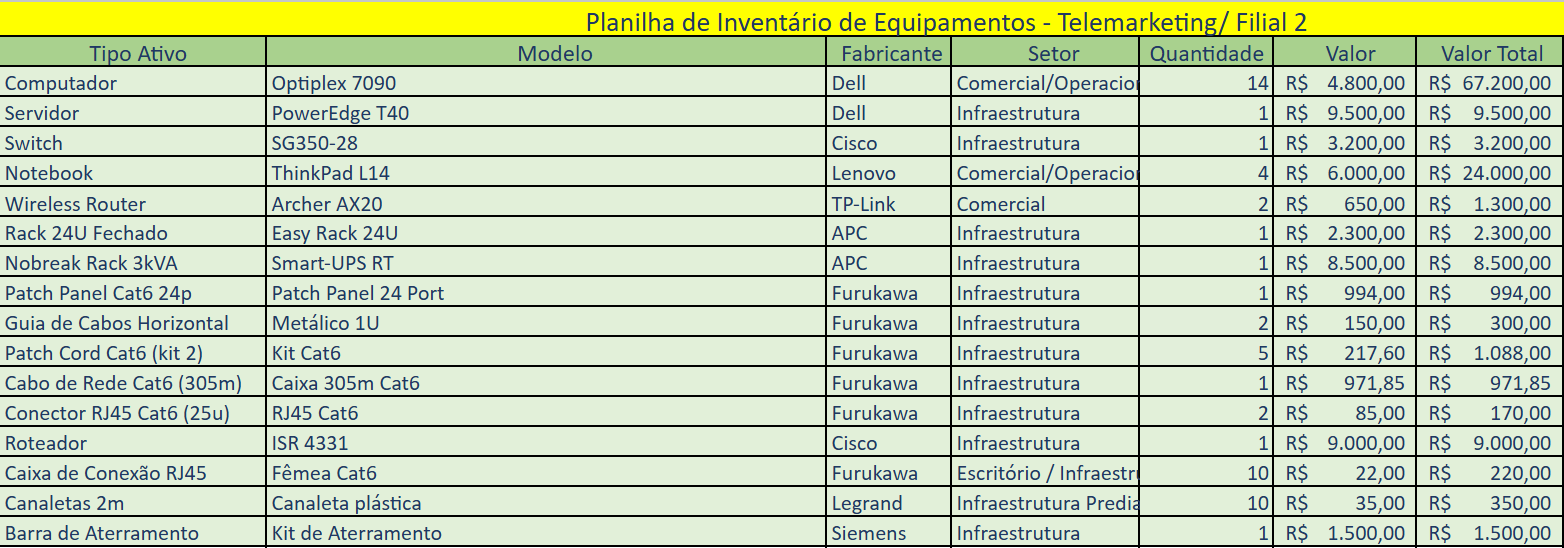 Planilha de Inventário de Equipamentos - Telemarketing/ Filial 2
Tipo Ativo Modelo Fabricante Setor Quantidade Valor Valor Total
Computador Optiplex 7090 Dell Comercial/Operacior 14 R$ 4.800,00 R$ 67.200,00
Servidor PowerEdge T40 Dell Infraestrutura 1 R$ 9.500,00 R$ 9.500,00
Switch SG350-28 Cisco Infraestrutura 1 R$ 3.200,00 R$ 3.200,00
Notebook ThinkPad L14 Lenovo Comercial/Operacior 4 R$ 6.000,00 R$ 24.000,00
Wireless Router Archer AX20 TP-Link Comercial 2 R$ 650,00 R$ 1.300,00
Rack 24U Fechado Easy Rack 24U APC Infraestrutura 1 R$ 2.300,00 R$ 2.300,00
Nobreak Rack 3kVA Smart-UPS RT APC Infraestrutura 1 R$ 8.500,00 R$ 8.500,00
Patch Panel Cat6 24p Patch Panel 24 Port Furukawa Infraestrutura 1 R$ 994,00 R$ 994,00
Guia de Cabos Horizontal Metálico 1U Furukawa Infraestrutura 2 R$ 150,00 R$ 300,00
Patch Cord Cat6 (kit 2) Kit Cat6 Furukawa Infraestrutura 5 R$ 217,60 R$ 1.088,00
Cabo de Rede Cat6 (305m) Caixa 305m Cat6 Furukawa Infraestrutura 1 R$ 971,85 R$ 971,85
Conector RJ45 Cat6 (25u) RJ45 Cat6 Furukawa Infraestrutura 2 R$ 85,00 R$ 170,00
Roteador ISR 4331 Cisco Infraestrutura 1 R$ 9.000,00 R$ 9.000,00
Caixa de Conexão RJ45 Fêmea Cat6 Furukawa Escritório / Infraestru 10 R$ 22,00 R$ 220,00
Canaletas 2m Canaleta plástica Legrand Infraestrutura Predia 10 R$ 35,00 R$ 350,00
Barra de Aterramento Kit de Aterramento Siemens Infraestrutura 1 R$ 1.500,00 R$ 1.500,00